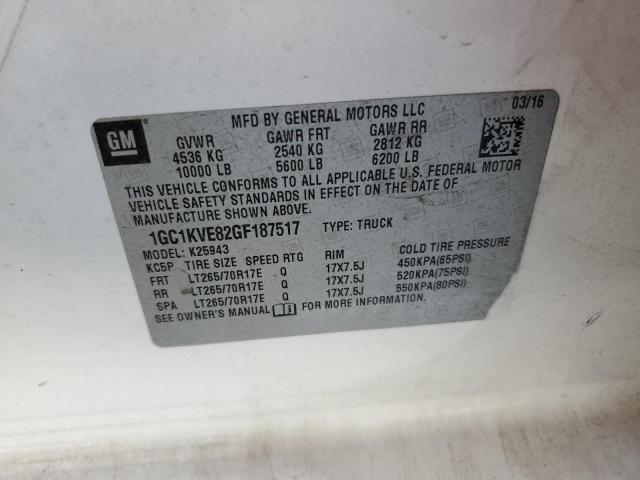 GM
MFD BY GENERAL MOTORS LLC
03/16
GVWR GAWR FRT GAWR RR
4536 KG 2540 KG 2812 KG
10000 LB 5600 LB 6200 LB
THIS VEHICLE CONFORMS TO ALL APPLICABLE U.S. FEDERAL MOTOR
VEHICLE SAFETY STANDARDS IN EFFECT ON THE DATE OF
MANUFACTURE SHOWN ABOVE.
1GC1KVE82GF187517 TYPE: TRUCK
MODEL: K25943
KC5P TIRE SIZE SPEED RTG RIM COLD TIRE PRESSURE
FRT LT265/70R17E Q 17X7.5J 450KPA(65PSI)
RR LT265/70R17E Q 17X7.5J 520KPA(75PSI)
SPA LT265/70R17E Q 17X7.5J 550KPA(80PSI)
SEE OWNER'S MANUAL FOR MORE INFORMATION.